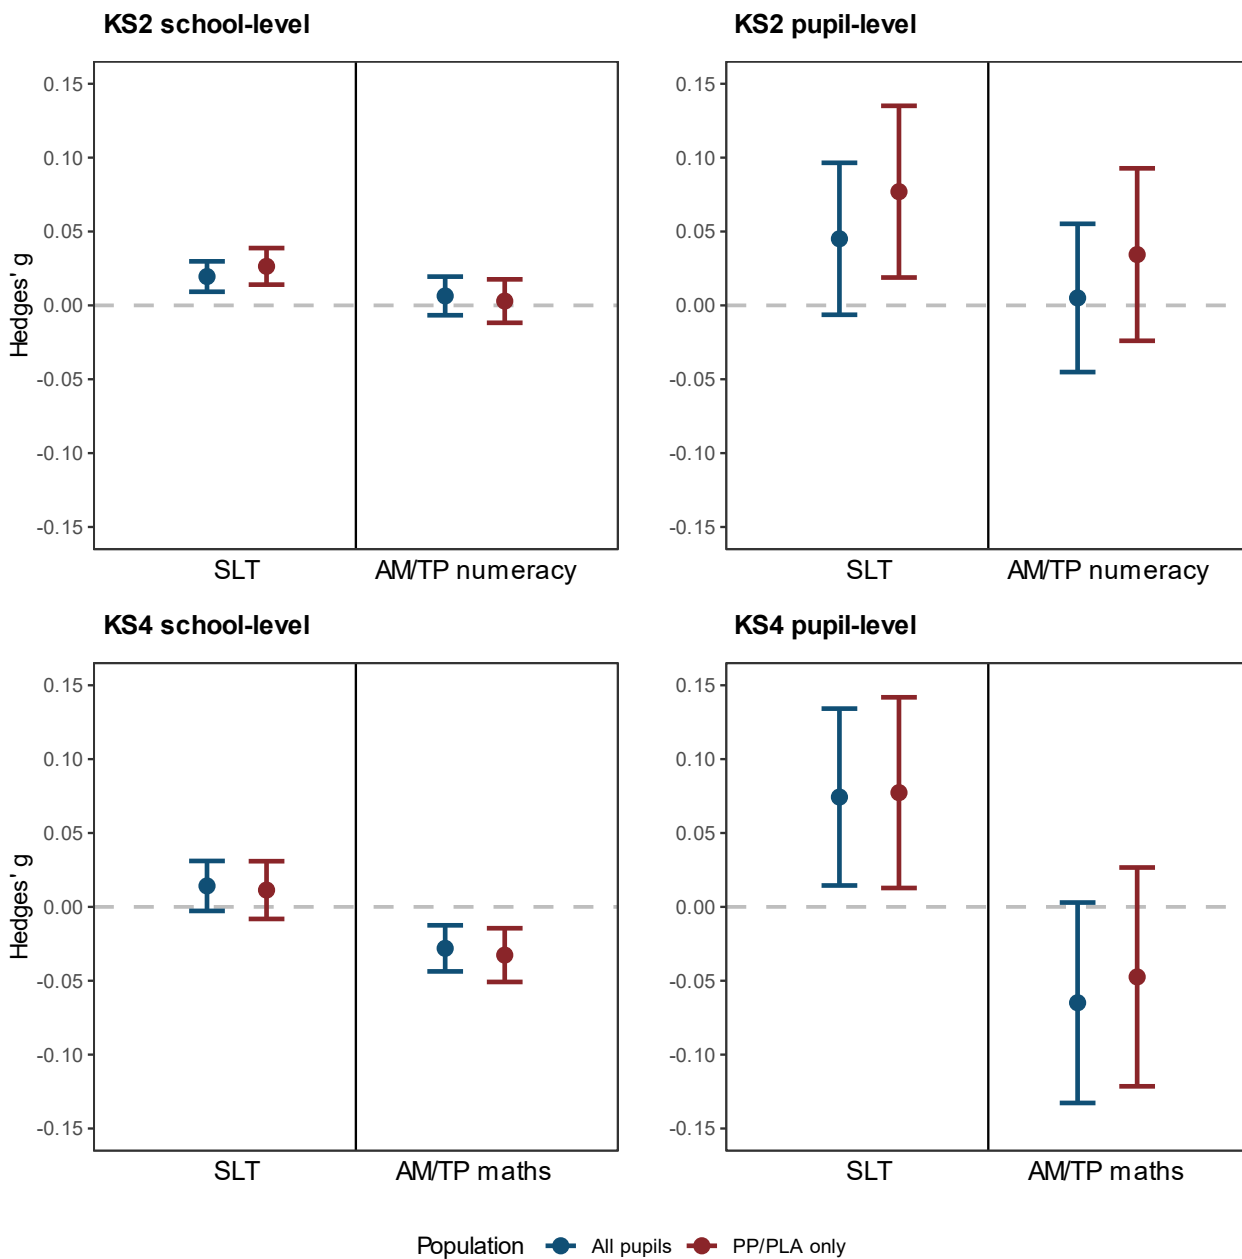 KS2 school-level
KS2 pupil-level
Hedges' g
0.15
0.10
0.05
0.00
-0.05
-0.10
-0.15
SLT
AM/TP numeracy
0.15
0.10
0.05
0.00
-0.05
-0.10
-0.15
SLT
AM/TP numeracy
KS4 school-level
KS4 pupil-level
Hedges' g
0.15
0.10
0.05
0.00
-0.05
-0.10
-0.15
SLT
AM/TP maths
0.15
0.10
0.05
0.00
-0.05
-0.10
-0.15
SLT
AM/TP maths
Population All pupils PP/PLA only